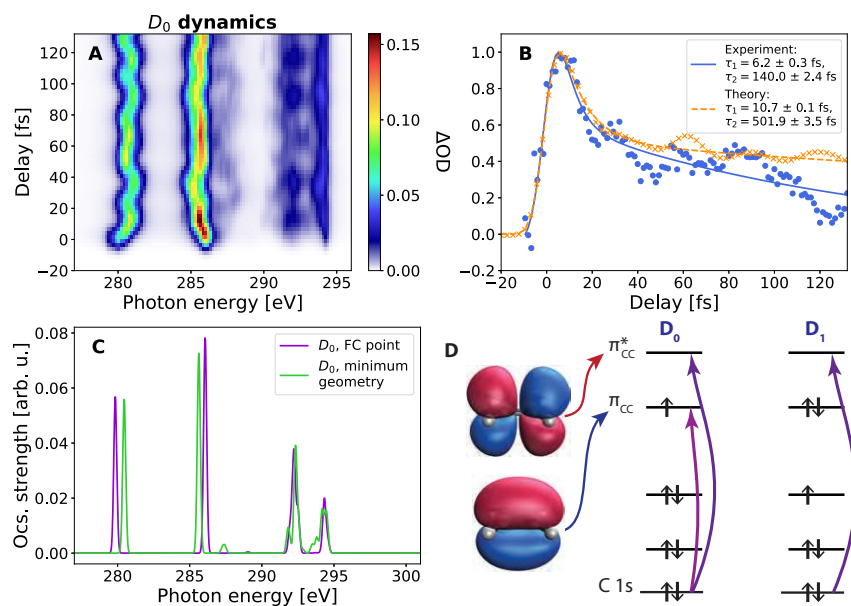 D₀ dynamics
A
Delay [fs]
120
100
80
60
40
20
0
−20
280
285
290
295
Photon energy [eV]
0.15
0.10
0.05
0.00
B
ΔOD
1.0
0.8
0.6
0.4
0.2
0.0
−0.2
−20
0
20
40
60
80
100
120
Delay [fs]
Experiment:
τ₁ = 6.2 ± 0.3 fs,
τ₂ = 140.0 ± 2.4 fs
Theory:
τ₁ = 10.7 ± 0.1 fs,
τ₂ = 501.9 ± 3.5 fs
C
Ocs. strength [arb. u.]
0.08
0.06
0.04
0.02
0.00
280
285
290
295
300
Photon energy [eV]
D₀, FC point
D₀, minimum
geometry
D
π*CC
πCC
C 1s
D₀
D₁